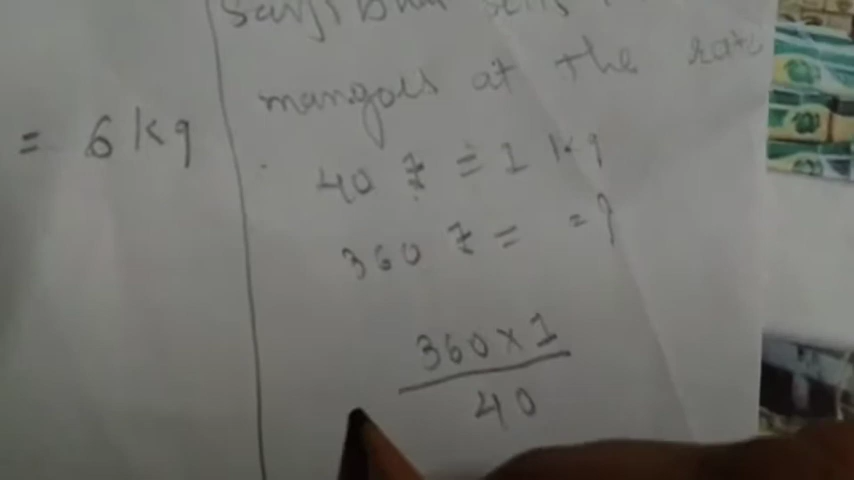 = 6 kg
mangoes at the rate
40 ₹ = 1 kg
360 ₹ = = ?
360 x 1
40